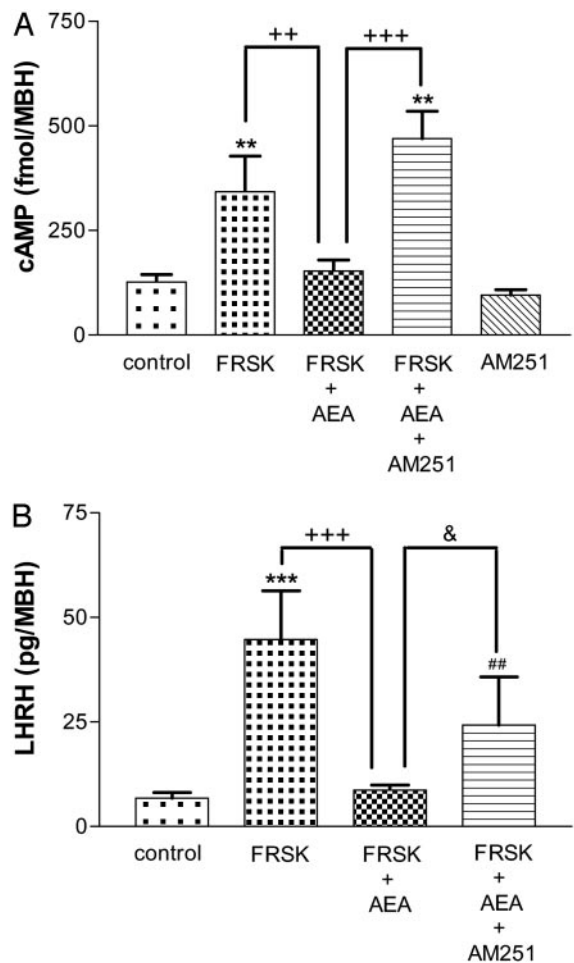 A
cAMP (fmol/MBH)
750
500
250
0
++
+++
**
**
control
FRSK
FRSK
+
AEA
FRSK
+
AEA
+
AM251
AM251
B
LHRH (pg/MBH)
75
50
25
0
+++
&
***
##
control
FRSK
FRSK
+
AEA
FRSK
+
AEA
+
AM251